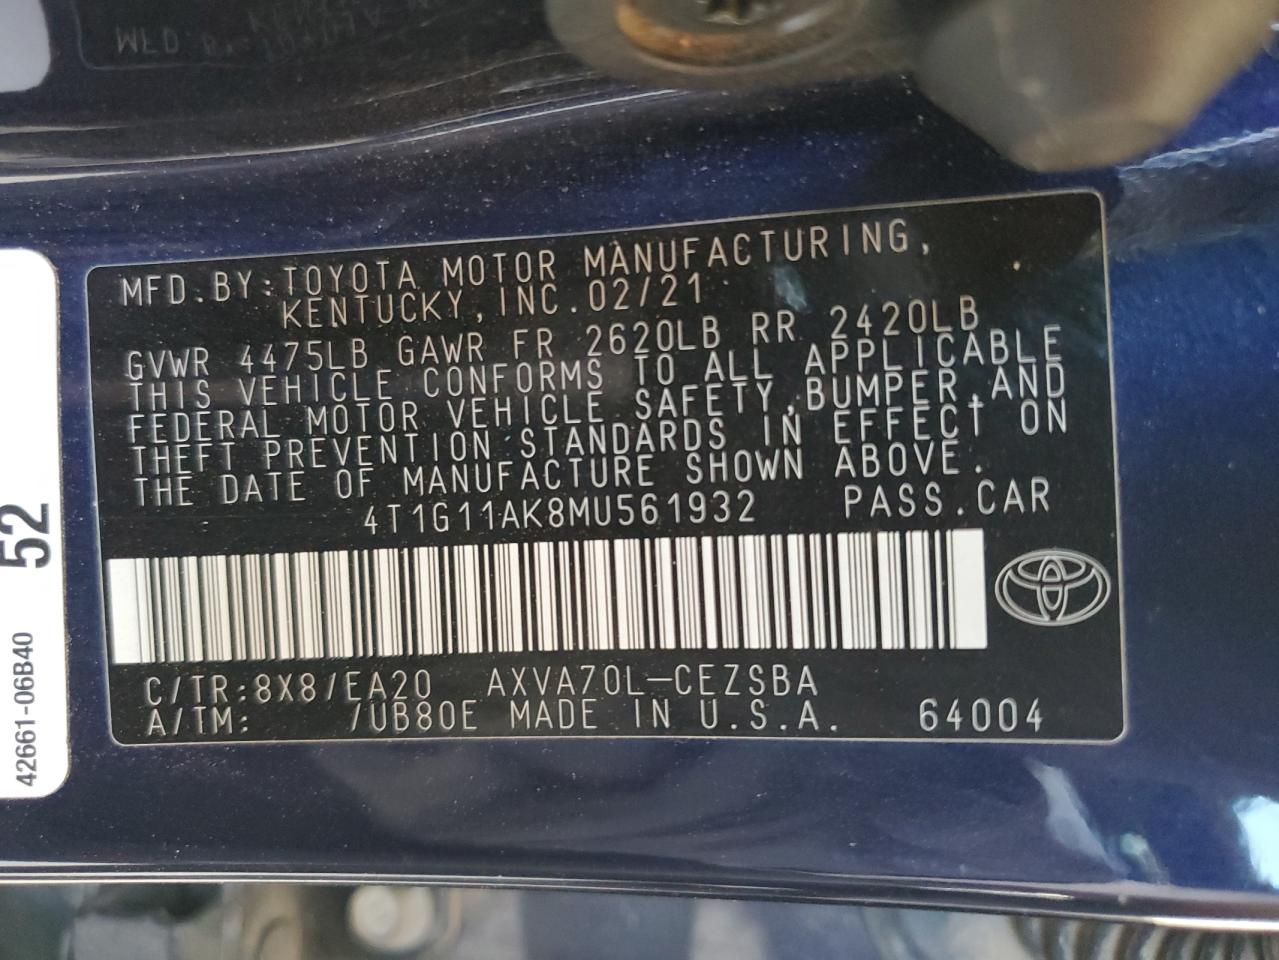 MFD.BY:TOYOTA MOTOR MANUFACTURING,
KENTUCKY,INC.02/21
GVWR 4475LB GAWR FR 2620LB RR 2420LB
THIS VEHICLE CONFORMS TO ALL APPLICABLE
FEDERAL MOTOR VEHICLE SAFETY,BUMPER,AND
THEFT PREVENTION STANDARDS IN EFFECT ON
THE DATE OF MANUFACTURE SHOWN ABOVE.
4T1G11AK8MU561932 PASS.CAR
C/TR:8X8/EA20 AXVA70L-CEZSBA
A/TM: /UB80E MADE IN U.S.A. 64004
52
42661-06B40